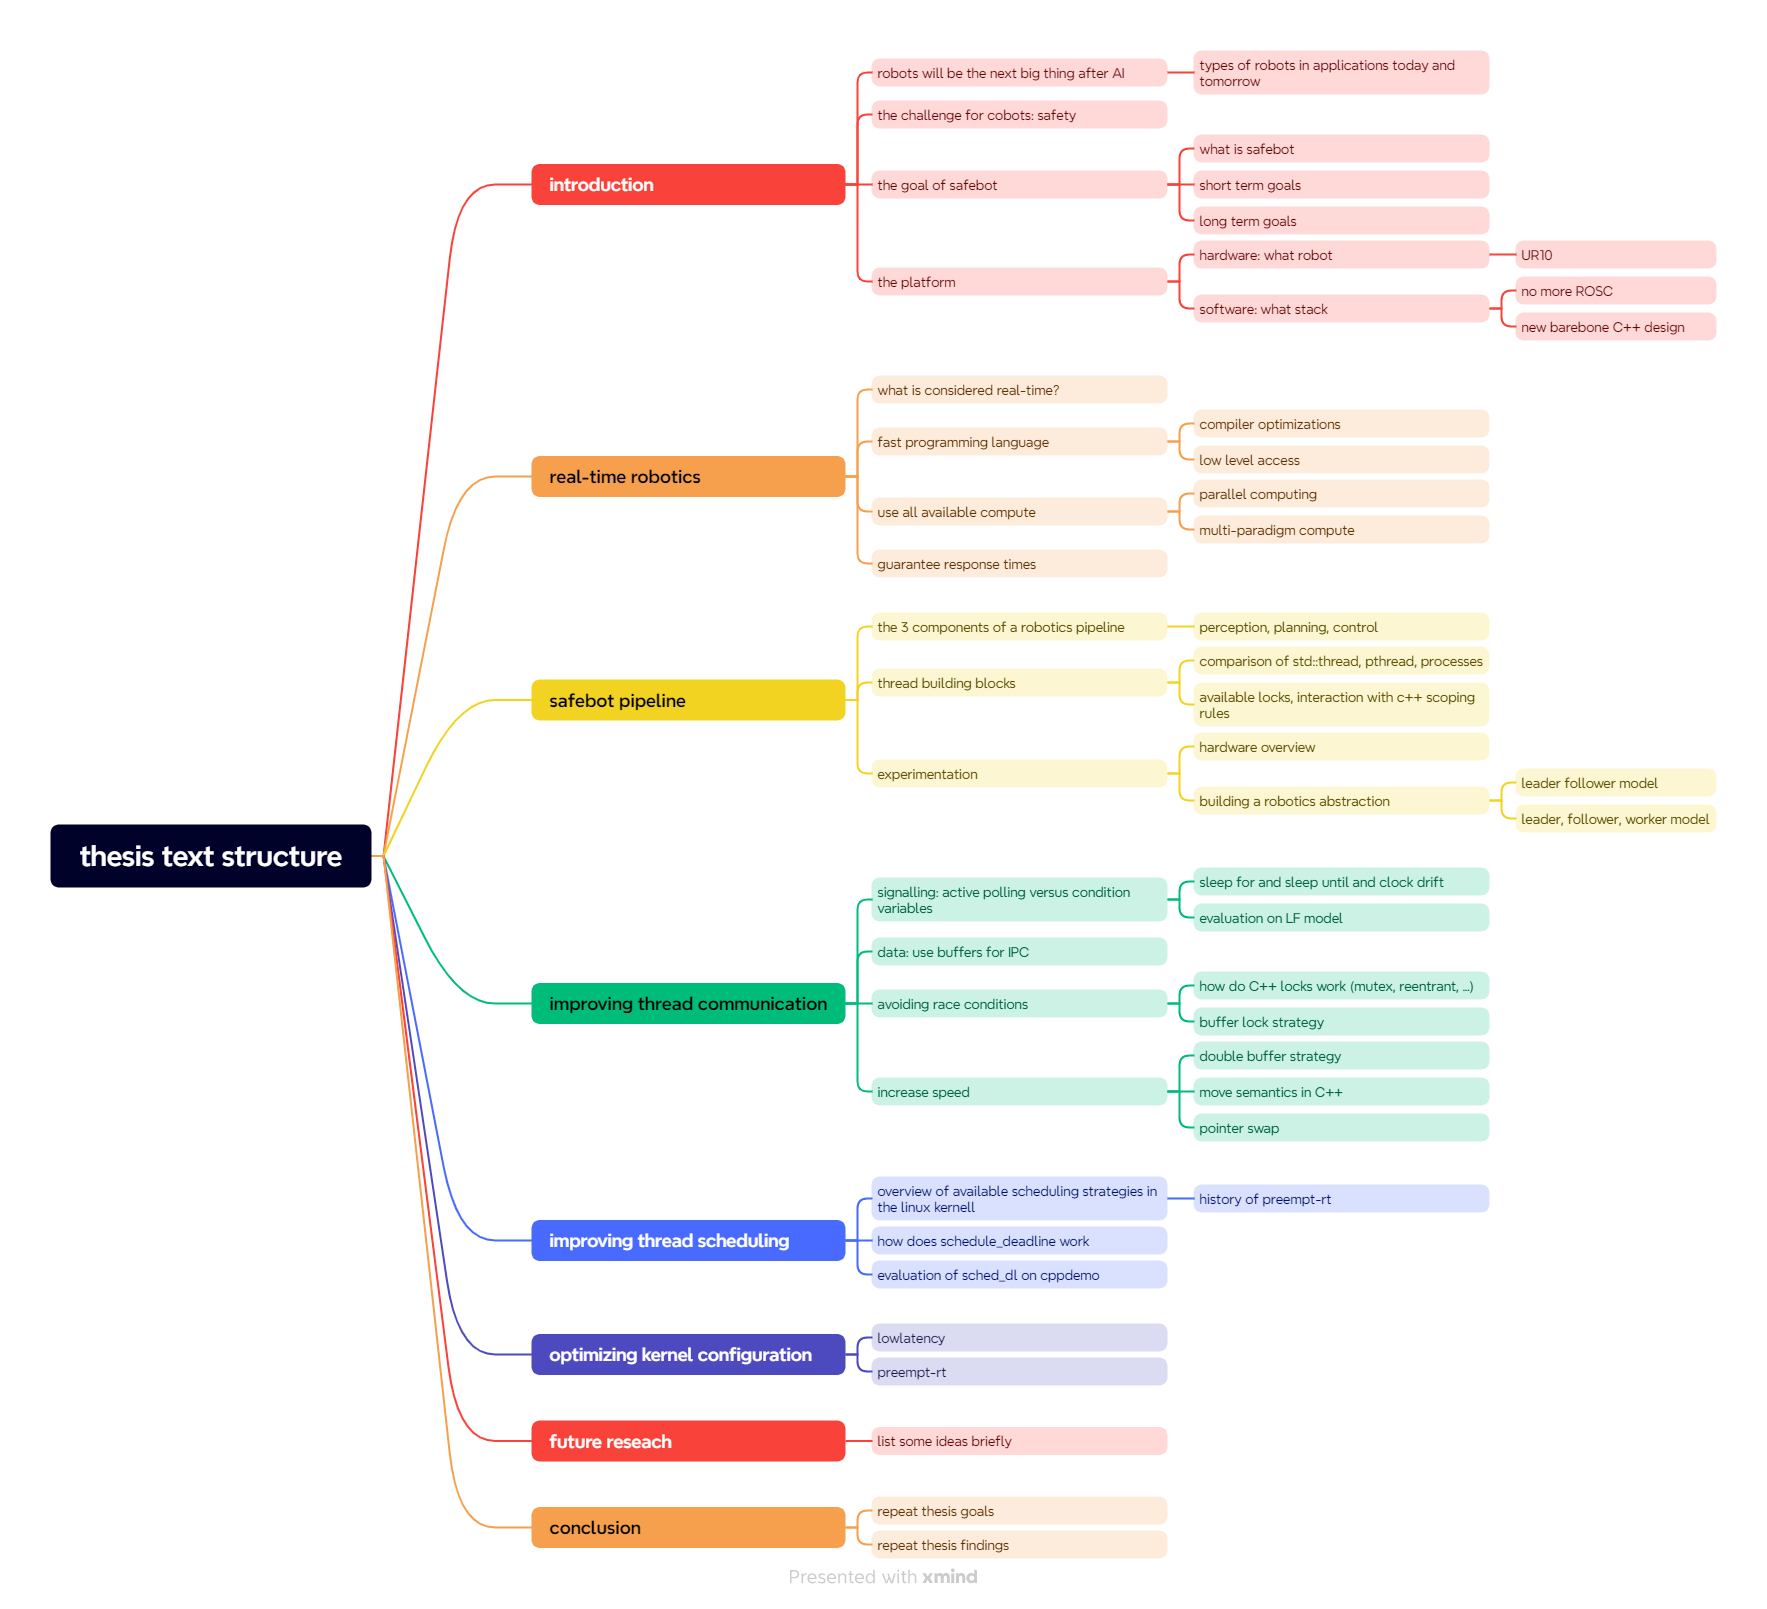 thesis text structure
introduction
robots will be the next big thing after AI
types of robots in applications today and
tomorrow
the challenge for cobots: safety
the goal of safebot
what is safebot
short term goals
long term goals
the platform
hardware: what robot
UR10
software: what stack
no more ROSC
new barebone C++ design
real-time robotics
what is considered real-time?
fast programming language
compiler optimizations
low level access
use all available compute
parallel computing
multi-paradigm compute
guarantee response times
safebot pipeline
the 3 components of a robotics pipeline
perception, planning, control
thread building blocks
comparison of std::thread, pthread, processes
available locks, interaction with c++ scoping
rules
experimentation
hardware overview
building a robotics abstraction
leader follower model
leader, follower, worker model
improving thread communication
signalling: active polling versus condition
variables
sleep for and sleep until and clock drift
evaluation on LF model
data: use buffers for IPC
avoiding race conditions
how do C++ locks work (mutex, reentrant, ...)
buffer lock strategy
increase speed
double buffer strategy
move semantics in C++
pointer swap
improving thread scheduling
overview of available scheduling strategies in
the linux kernell
history of preempt-rt
how does schedule_deadline work
evaluation of sched_dl on cppdemo
optimizing kernel configuration
lowlatency
preempt-rt
future reseach
list some ideas briefly
conclusion
repeat thesis goals
repeat thesis findings
Presented with xmind